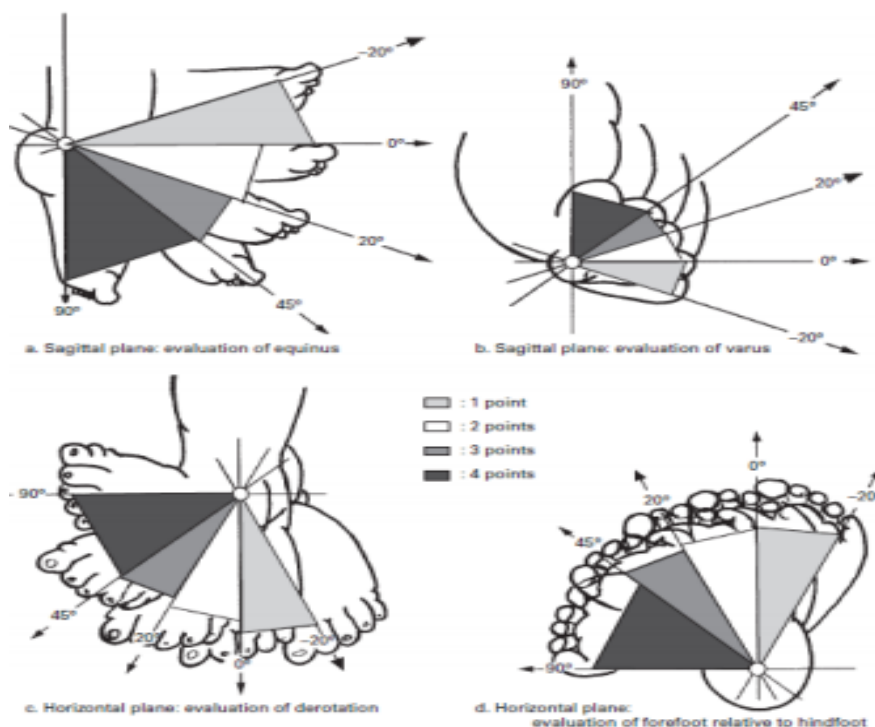 –20°
0°
20°
45°
90°
a. Sagittal plane: evaluation of equinus
90°
45°
20°
0°
–20°
b. Sagittal plane: evaluation of varus
: 1 point
: 2 points
: 3 points
: 4 points
90°
45°
20°
0°
–20°
c. Horizontal plane: evaluation of derotation
0°
–20°
20°
45°
90°
d. Horizontal plane:
evaluation of forefoot relative to hindfoot